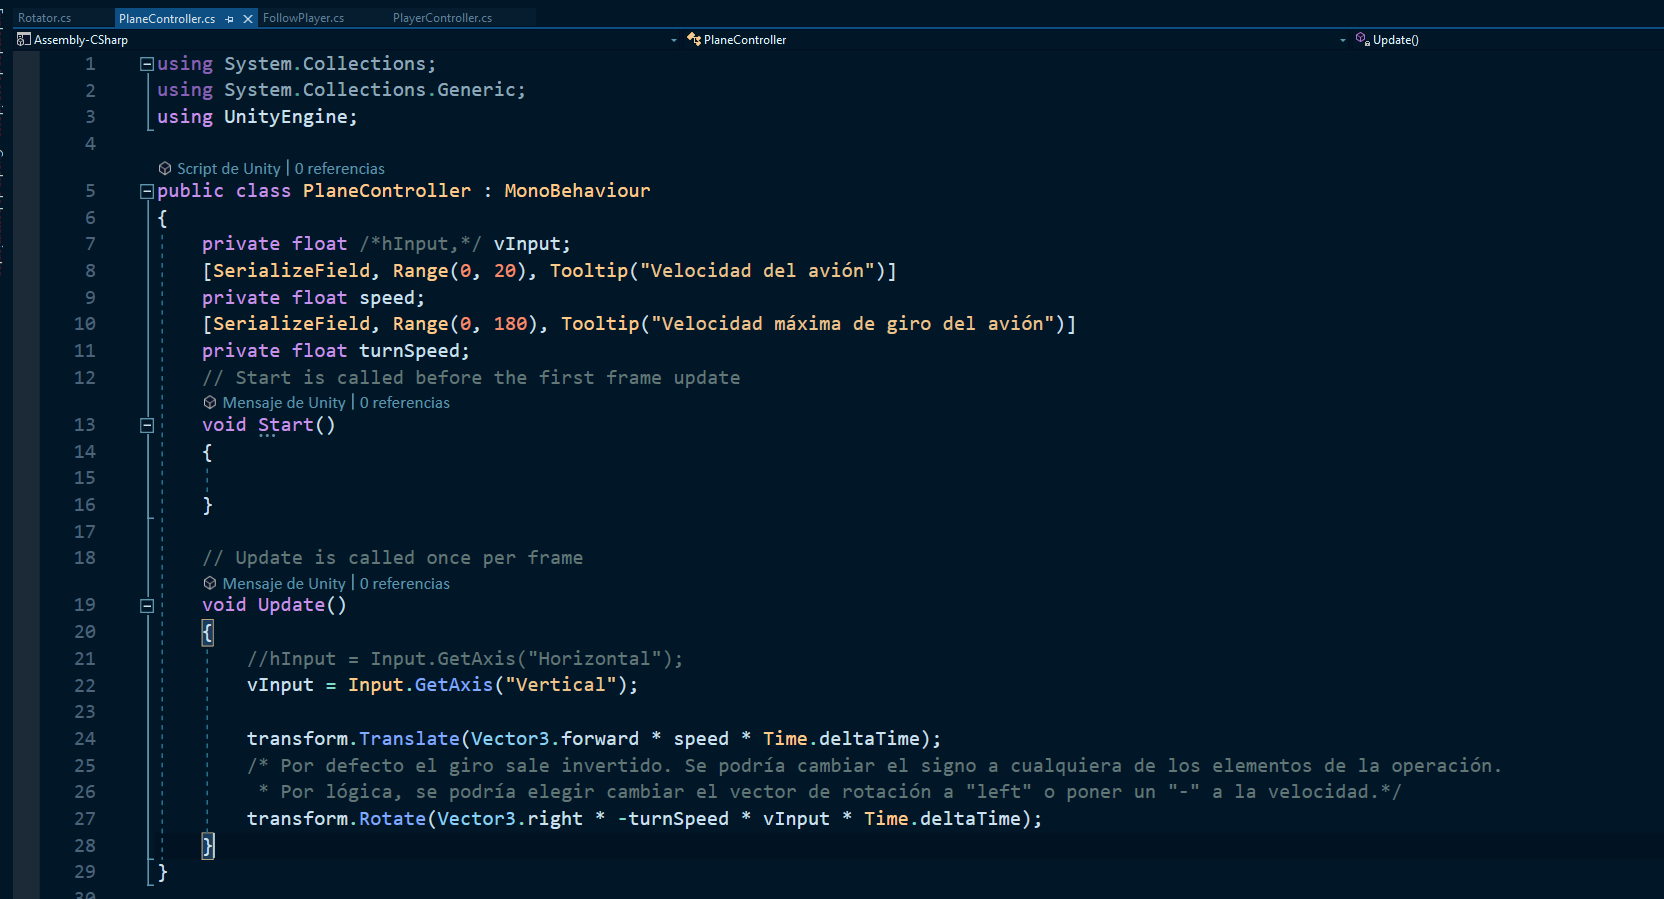 Rotator.cs
PlaneController.cs
FollowPlayer.cs
PlayerController.cs
Assembly-CSharp
PlaneController
Update()
1 using System.Collections;
2 using System.Collections.Generic;
3 using UnityEngine;
4
Script de Unity | 0 referencias
5 public class PlaneController : MonoBehaviour
6 {
7 private float /*hInput,*/ vInput;
8 [SerializeField, Range(0, 20), Tooltip("Velocidad del avión")]
9 private float speed;
10 [SerializeField, Range(0, 180), Tooltip("Velocidad máxima de giro del avión")]
11 private float turnSpeed;
12 // Start is called before the first frame update
Mensaje de Unity | 0 referencias
13 void Start()
14 {
15
16 }
17
18 // Update is called once per frame
Mensaje de Unity | 0 referencias
19 void Update()
20 {
21 //hInput = Input.GetAxis("Horizontal");
22 vInput = Input.GetAxis("Vertical");
23
24 transform.Translate(Vector3.forward * speed * Time.deltaTime);
25 /* Por defecto el giro sale invertido. Se podría cambiar el signo a cualquiera de los elementos de la operación.
26 * Por lógica, se podría elegir cambiar el vector de rotación a "left" o poner un "-" a la velocidad.*/
27 transform.Rotate(Vector3.right * -turnSpeed * vInput * Time.deltaTime);
28 }
29 }
30